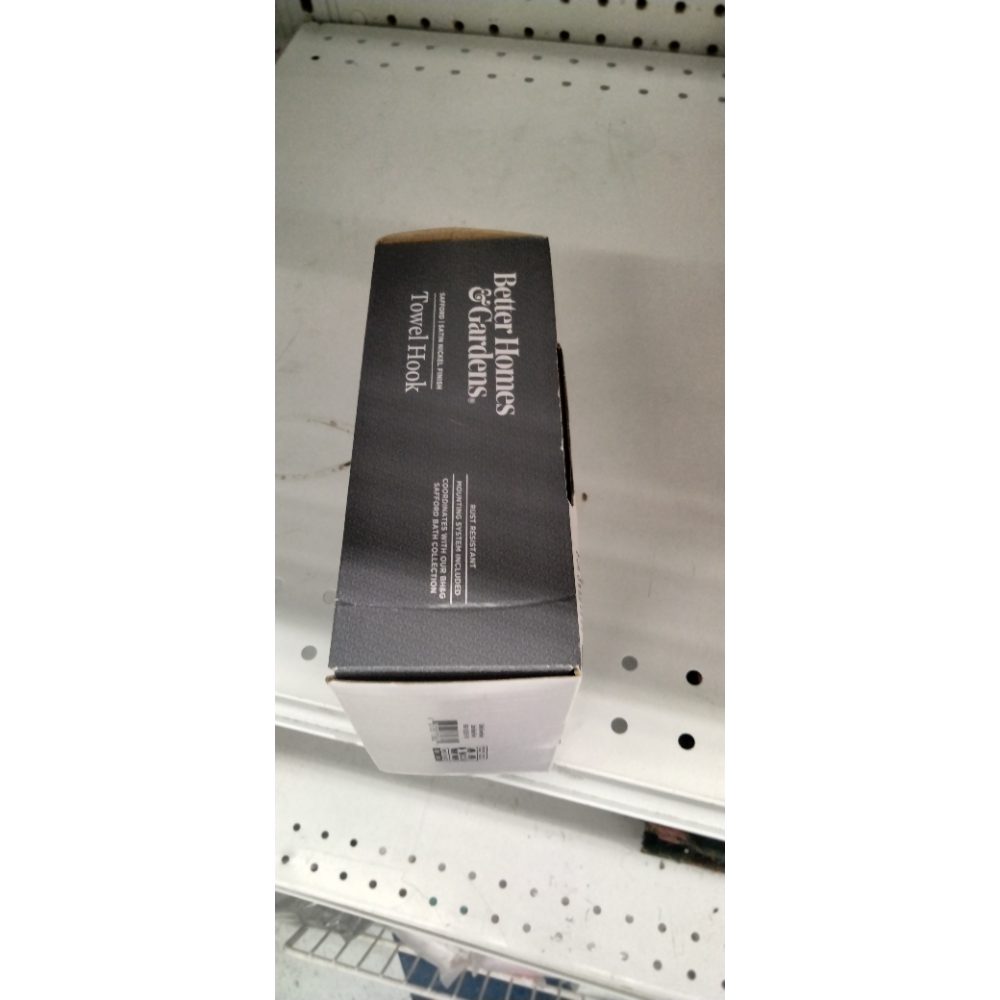 Better Homes
& Gardens®
SAFFORD | SATIN NICKEL FINISH
Towel Hook
RUST RESISTANT
MOUNTING SYSTEM INCLUDED
COORDINATES WITH OUR BH&G
SAFFORD BATH COLLECTION